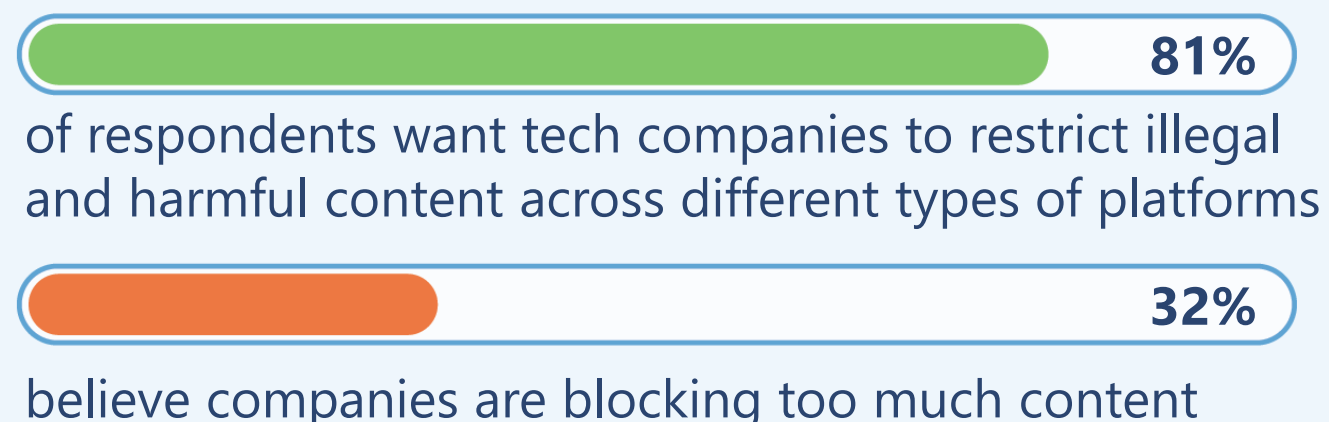 81%
of respondents want tech companies to restrict illegal
and harmful content across different types of platforms
32%
believe companies are blocking too much content